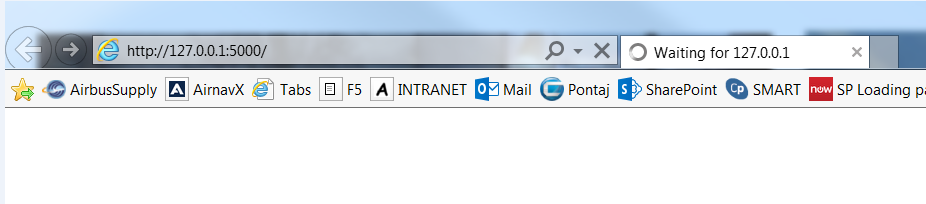 http://127.0.0.1:5000/ Waiting for 127.0.0.1
AirbusSupply AirnavX Tabs F5 A INTRANET Mail Pontaj SharePoint Cp SMART now SP Loading pa